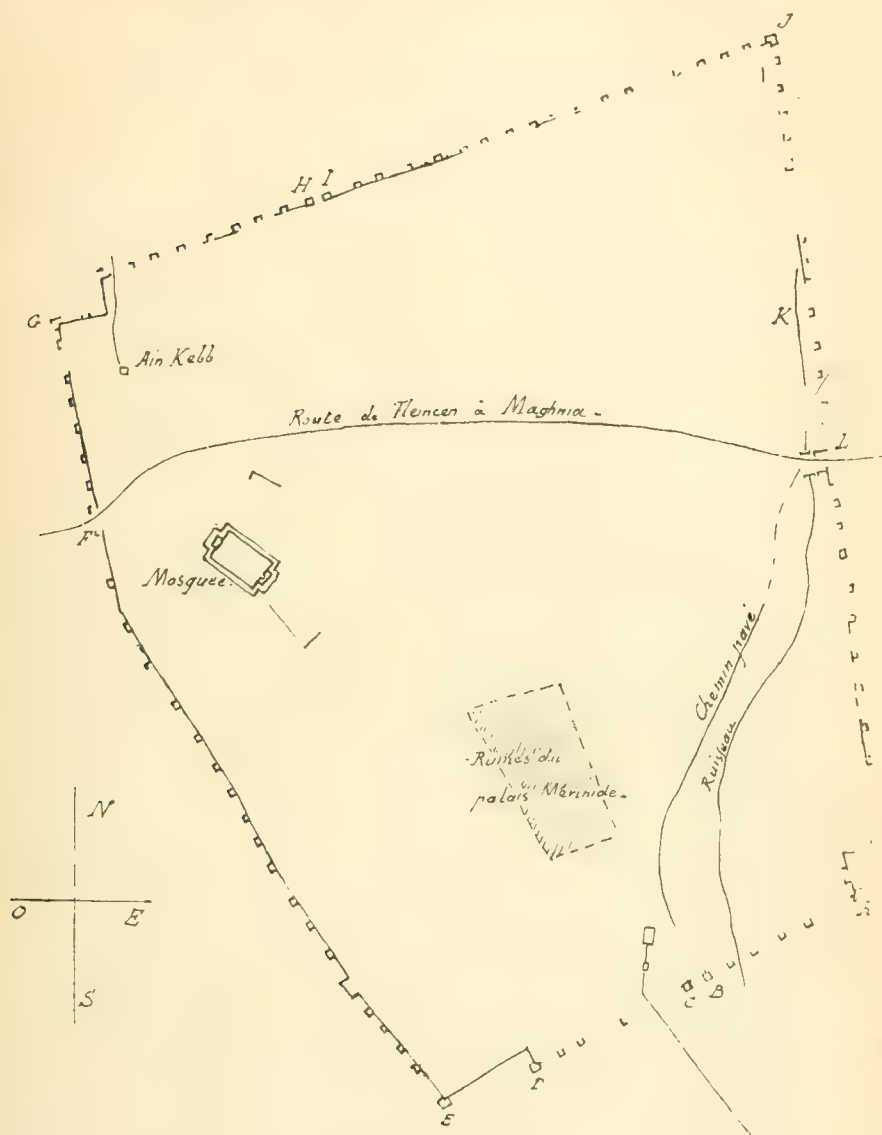 J
H I
G
K
Ain Kebb
Route de Tlemcen à Maghnia.
L
F
Mosquée.
Chemin pavé
Ruisseau
Ruines du
palais Mérinide.
N
O E
S
C B
E